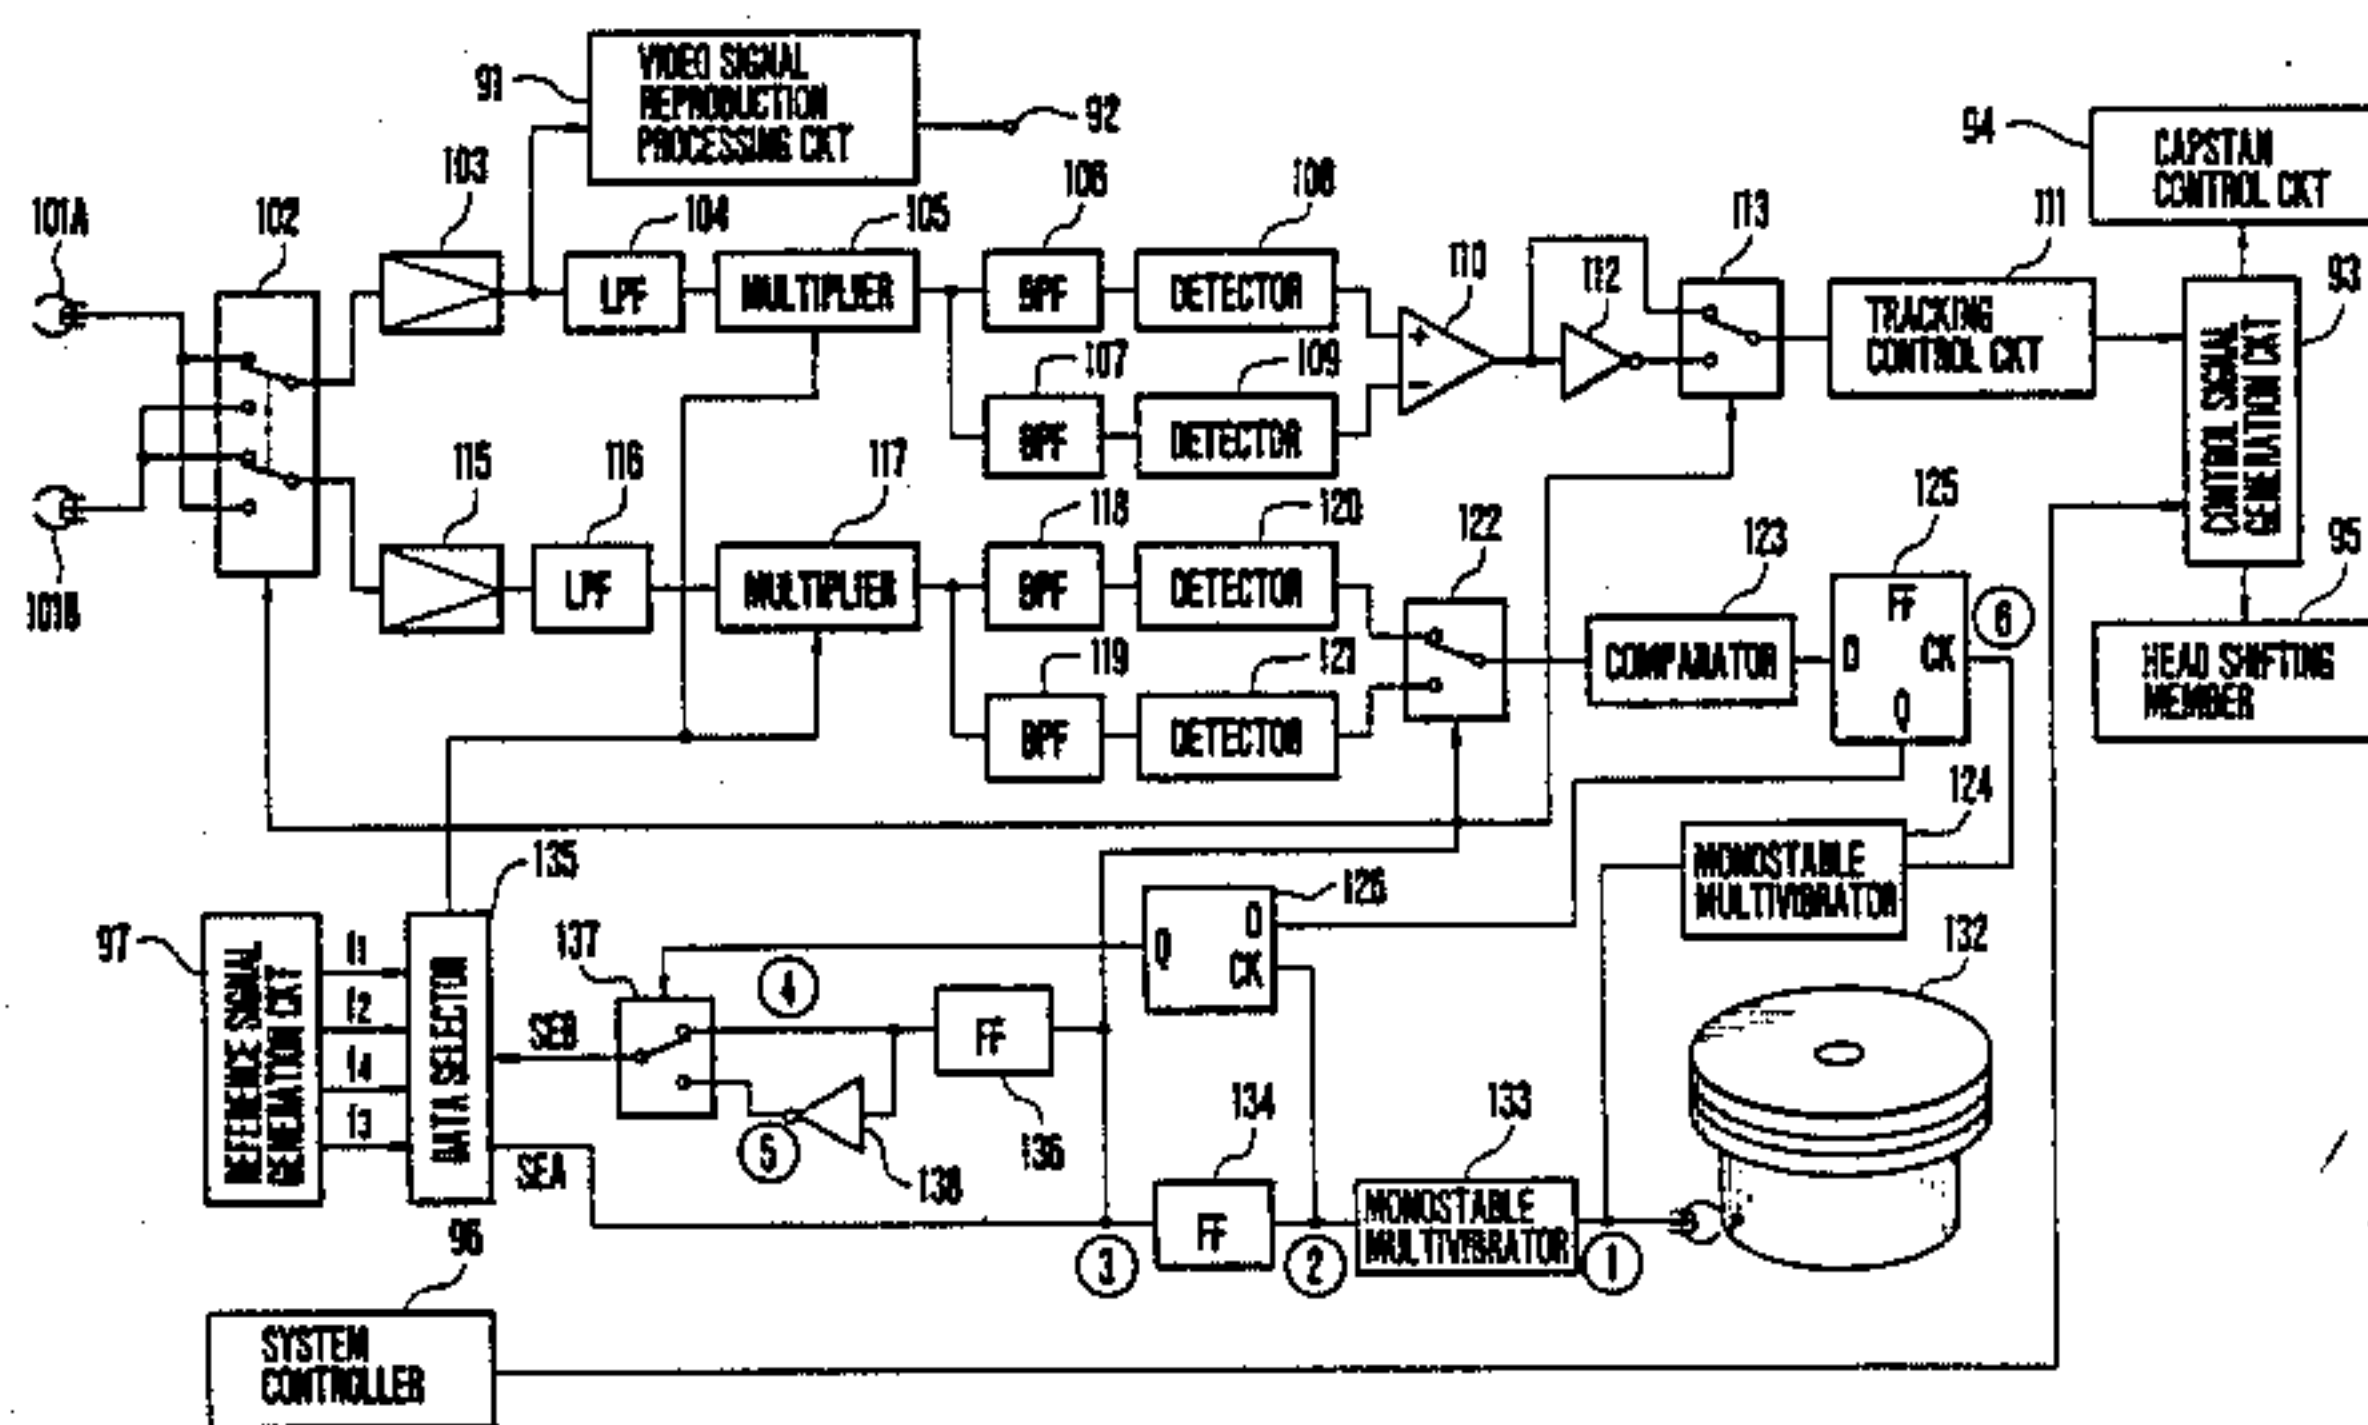 VIDEO SIGNAL
REPRODUCTION
PROCESSING CKT
91
92
94
CAPSTAN
CONTROL CKT
101A
102
103
104
105
106
108
110
112
113
111
93
LPF
MULTIPLIER
BPF
DETECTOR
+
−
TRACKING
CONTROL CKT
CONTROL SIGNAL
GENERATION CKT
107
109
BPF
DETECTOR
101B
115
116
117
118
120
122
123
125
95
LPF
MULTIPLIER
BPF
DETECTOR
COMPARATOR
FF
D
CK
Q
6
HEAD SHIFTING
MEMBER
119
121
BPF
DETECTOR
124
MONOSTABLE
MULTIVIBRATOR
135
126
D
Q
CK
132
97
REFERENCE SIGNAL
GENERATION CKT
f1
f2
f4
f3
DATA SELECTOR
137
4
SEB
FF
136
5
138
SEA
134
FF
133
MONOSTABLE
MULTIVIBRATOR
3
2
1
96
SYSTEM
CONTROLLER